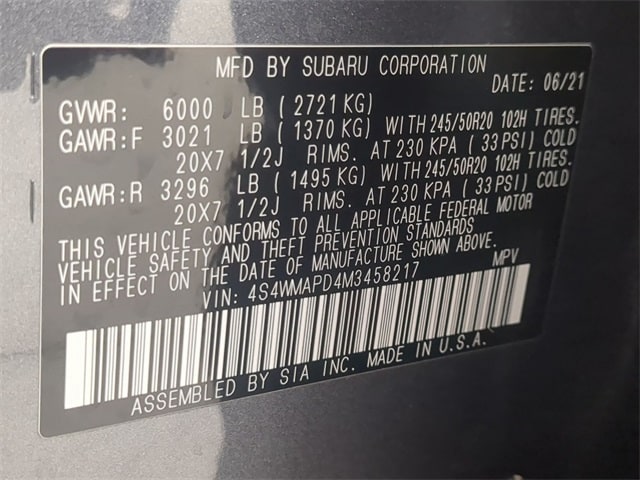 MFD BY SUBARU CORPORATION
DATE: 06/21
GVWR: 6000 LB ( 2721 KG)
GAWR:F 3021 LB ( 1370 KG) WITH 245/50R20 102H TIRES.
20X7 1/2J RIMS. AT 230 KPA ( 33 PSI) COLD
GAWR:R 3296 LB ( 1495 KG) WITH 245/50R20 102H TIRES.
20X7 1/2J RIMS. AT 230 KPA ( 33 PSI) COLD
THIS VEHICLE CONFORMS TO ALL APPLICABLE FEDERAL MOTOR
VEHICLE SAFETY AND THEFT PREVENTION STANDARDS
IN EFFECT ON THE DATE OF MANUFACTURE SHOWN ABOVE.
VIN: 4S4WMAPD4M3458217 MPV
ASSEMBLED BY SIA INC. MADE IN U.S.A.